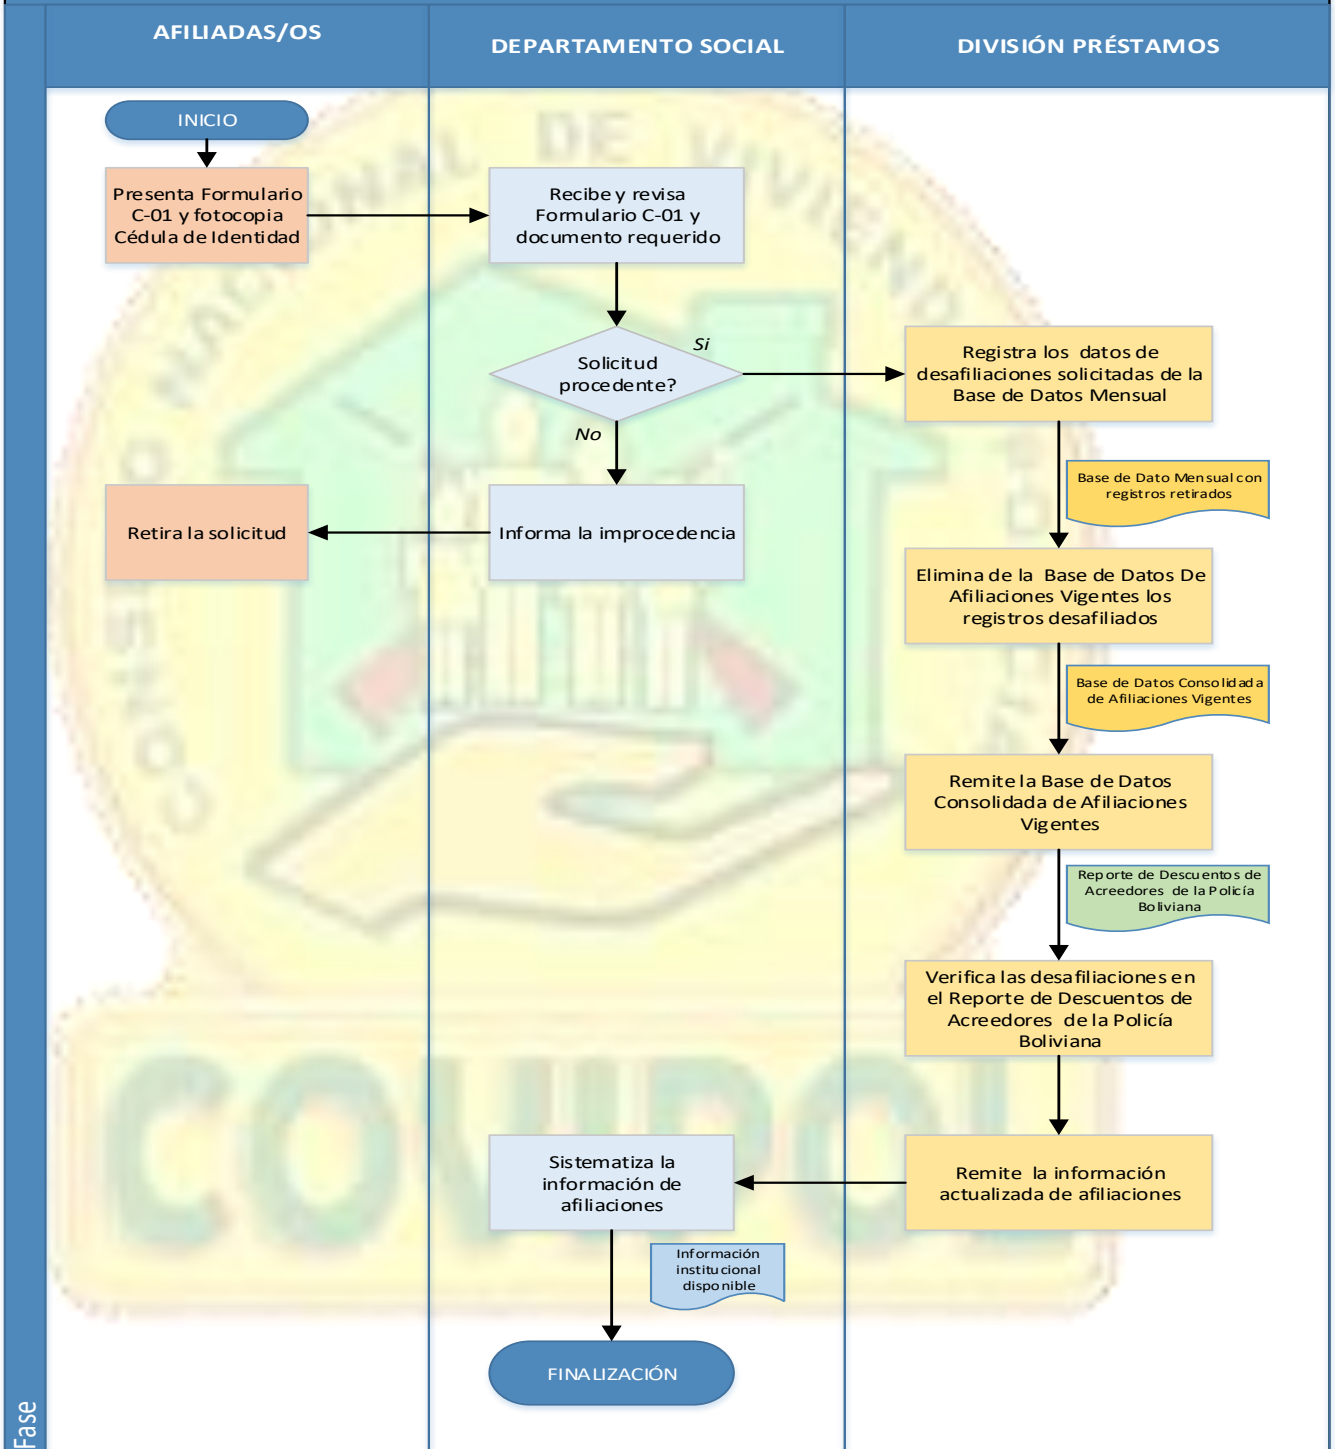 AFILIADAS/OS
DEPARTAMENTO SOCIAL
DIVISIÓN PRÉSTAMOS
INICIO
Presenta Formulario
C-01 y fotocopia
Cédula de Identidad
Recibe y revisa
Formulario C-01 y
documento requerido
Solicitud
procedente?
Si
No
Registra los datos de
desafiliaciones solicitadas de la
Base de Datos Mensual
Base de Dato Mensual con
registros retirados
Retira la solicitud
Informa la improcedencia
Elimina de la Base de Datos De
Afiliaciones Vigentes los
registros desafiliados
Base de Datos Consolidada
de Afiliaciones Vigentes
Remite la Base de Datos
Consolidada de Afiliaciones
Vigentes
Reporte de Descuentos de
Acreedores de la Policía
Boliviana
Verifica las desafiliaciones en
el Reporte de Descuentos de
Acreedores de la Policía
Boliviana
Remite la información
actualizada de afiliaciones
Sistematiza la
información de
afiliaciones
Información
institucional
disponible
FINALIZACIÓN
Fase
COVIPOL